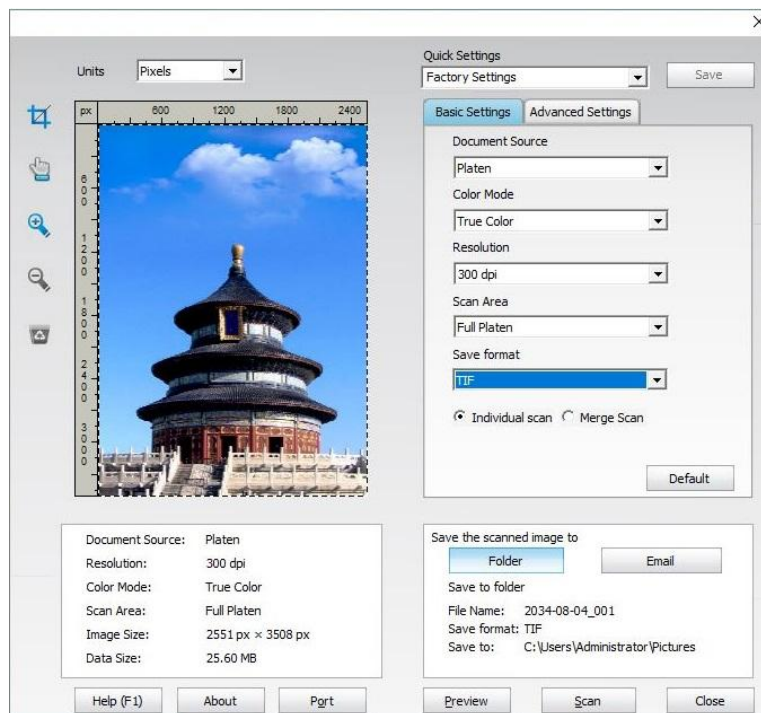 Units Pixels
px 600 1200 1800 2400
600
1200
1800
2400
3000
Quick Settings
Factory Settings Save
Basic Settings Advanced Settings
Document Source
Platen
Color Mode
True Color
Resolution
300 dpi
Scan Area
Full Platen
Save format
TIF
Individual scan Merge Scan
Default
Document Source: Platen
Resolution: 300 dpi
Color Mode: True Color
Scan Area: Full Platen
Image Size: 2551 px × 3508 px
Data Size: 25.60 MB
Save the scanned image to
Folder Email
Save to folder
File Name: 2034-08-04_001
Save format: TIF
Save to: C:\Users\Administrator\Pictures
Help (F1) About Port
Preview Scan Close